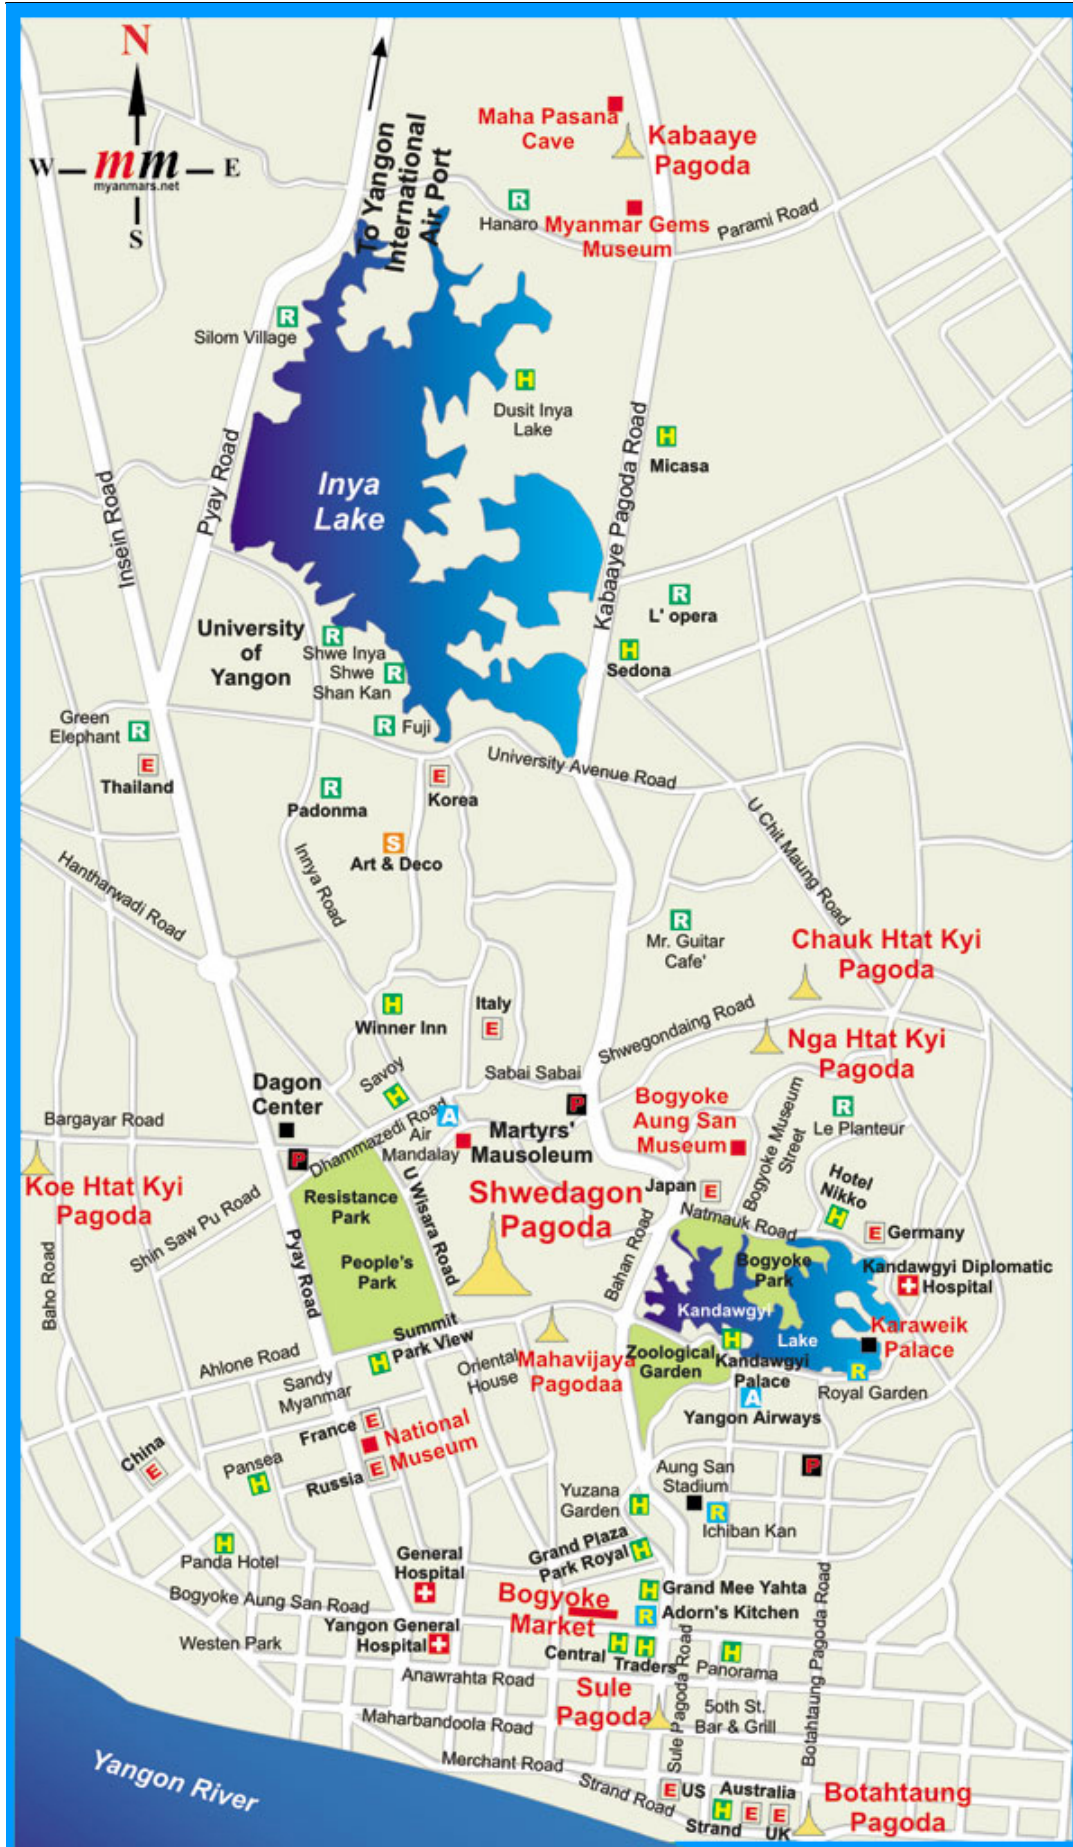 N
W
mm
E
myanmars.net
S
To Yangon
International
Air Port
Maha Pasana
Cave
Kabaaye
Pagoda
R
Hanaro
Myanmar Gems
Museum
Parami Road
R
Silom Village
H
Dusit Inya
Lake
H
Micasa
Inya
Lake
Insein Road
Pyay Road
Kabaaye Pagoda Road
R
L' opera
University
of
Yangon
R
Shwe Inya
Shwe
Shan Kan
R
H
Sedona
Green
Elephant
R
R
Fuji
E
Thailand
University Avenue Road
E
Korea
R
Padonma
S
Art & Deco
U Chit Maung Road
Hantharwadi Road
Innya Road
R
Mr. Guitar
Cafe'
Chauk Htat Kyi
Pagoda
H
Winner Inn
Italy
E
Shwegondaing Road
Nga Htat Kyi
Pagoda
Savoy
H
Sabai Sabai
P
Dagon
Center
Bargayar Road
P
Dhammazedi Road
A
Air
Mandalay
Martyrs'
Mausoleum
Bogyoke
Aung San
Museum
Bogyoke Museum
Street
R
Le Planteur
Koe Htat Kyi
Pagoda
Resistance
Park
U Wisara Road
Shwedagon
Pagoda
Japan
E
Natmauk Road
Hotel
Nikko
H
E
Germany
Shin Saw Pu Road
Pyay Road
People's
Park
Bahan Road
Bogyoke
Park
Kandawgyi Diplomatic
Hospital
Baho Road
Kandawgyi
Lake
Karaweik
Palace
Ahlone Road
Summit
Park View
H
Mahavijaya
Pagodaa
Zoological
Garden
H
Kandawgyi
Palace
R
Royal Garden
Sandy
Myanmar
Oriental
House
A
Yangon Airways
France
E
National
Museum
Russia
E
China
E
Pansea
H
P
Aung San
Stadium
R
Ichiban Kan
Yuzana
Garden
H
H
Panda Hotel
Grand Plaza
Park Royal
H
General
Hospital
Bogyoke Aung San Road
Bogyoke
Market
H
Grand Mee Yahta
R
Adorn's Kitchen
Yangon General
Hospital
Westen Park
Central
H
H
Traders
H
Panorama
Anawrahta Road
Sule Pagoda Road
Botahtaung Pagoda Road
Sule
Pagoda
5oth St.
Bar & Grill
Maharbandoola Road
Merchant Road
Strand Road
Yangon River
E
US
Australia
H
Strand
E
E
UK
Botahtaung
Pagoda